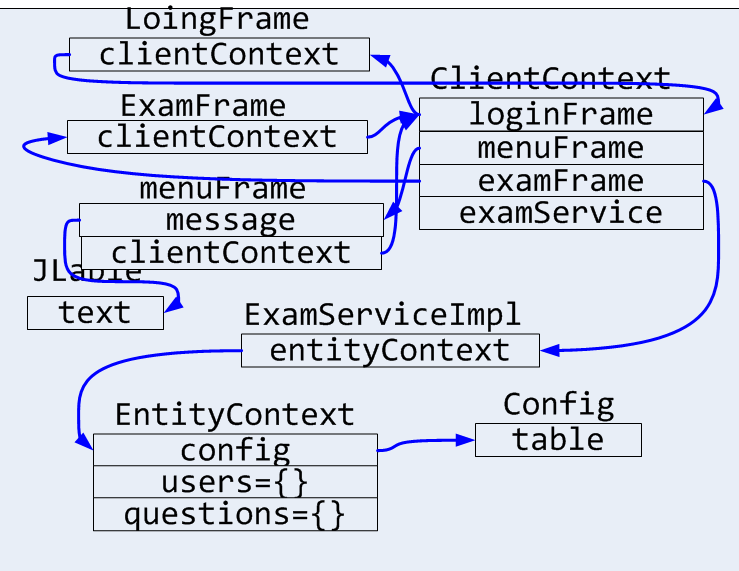 LoingFrame
clientContext
ClientContext
loginFrame
menuFrame
examFrame
examService
ExamFrame
clientContext
menuFrame
message
clientContext
JLable
text
ExamServiceImpl
entityContext
EntityContext
config
users={}
questions={}
Config
table